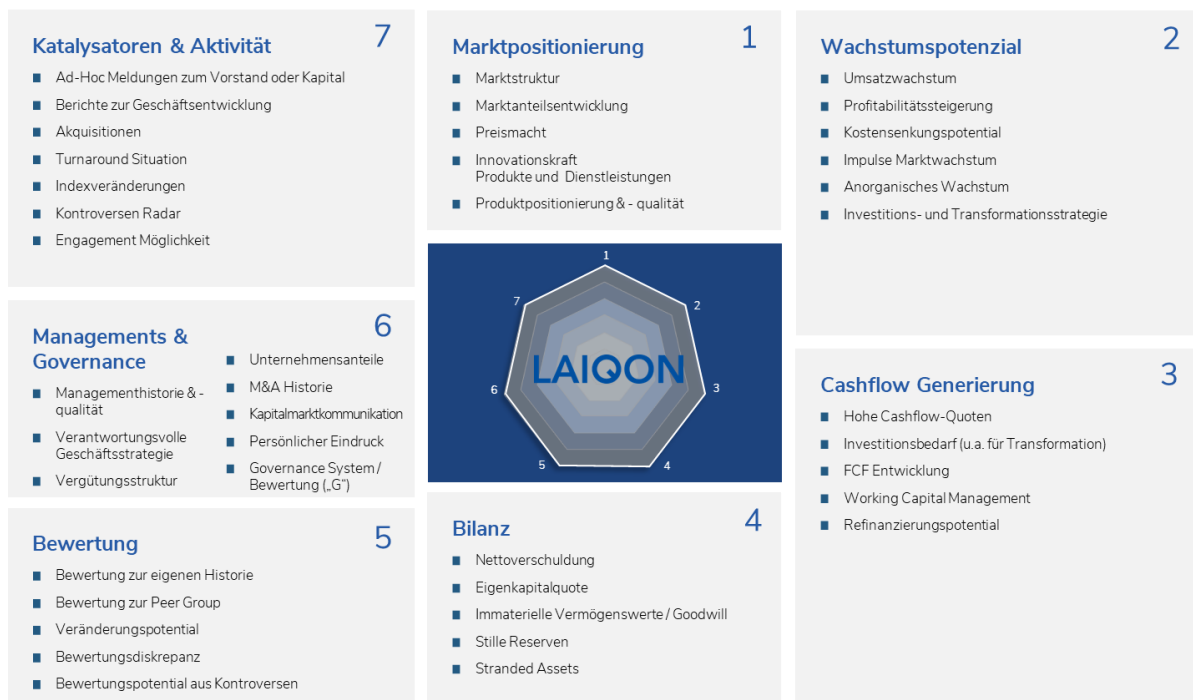 Katalysatoren & Aktivität
7
Ad-Hoc Meldungen zum Vorstand oder Kapital
Berichte zur Geschäftsentwicklung
Akquisitionen
Turnaround Situation
Indexveränderungen
Kontroversen Radar
Engagement Möglichkeit
Marktpositionierung
1
Marktstruktur
Marktanteilsentwicklung
Preismacht
Innovationskraft
Produkte und Dienstleistungen
Produktpositionierung & - qualität
Wachstumspotenzial
2
Umsatzwachstum
Profitabilitätssteigerung
Kostensenkungspotential
Impulse Marktwachstum
Anorganisches Wachstum
Investitions- und Transformationsstrategie
Managements &
Governance
6
Managementhistorie & -
qualität
Verantwortungsvolle
Geschäftsstrategie
Vergütungsstruktur
Unternehmensanteile
M&A Historie
Kapitalmarktkommunikation
Persönlicher Eindruck
Governance System /
Bewertung („G")
1
2
3
4
5
6
7
LAIQON
Cashflow Generierung
3
Hohe Cashflow-Quoten
Investitionsbedarf (u.a. für Transformation)
FCF Entwicklung
Working Capital Management
Refinanzierungspotential
Bewertung
5
Bewertung zur eigenen Historie
Bewertung zur Peer Group
Veränderungspotential
Bewertungsdiskrepanz
Bewertungspotential aus Kontroversen
Bilanz
4
Nettoverschuldung
Eigenkapitalquote
Immaterielle Vermögenswerte / Goodwill
Stille Reserven
Stranded Assets